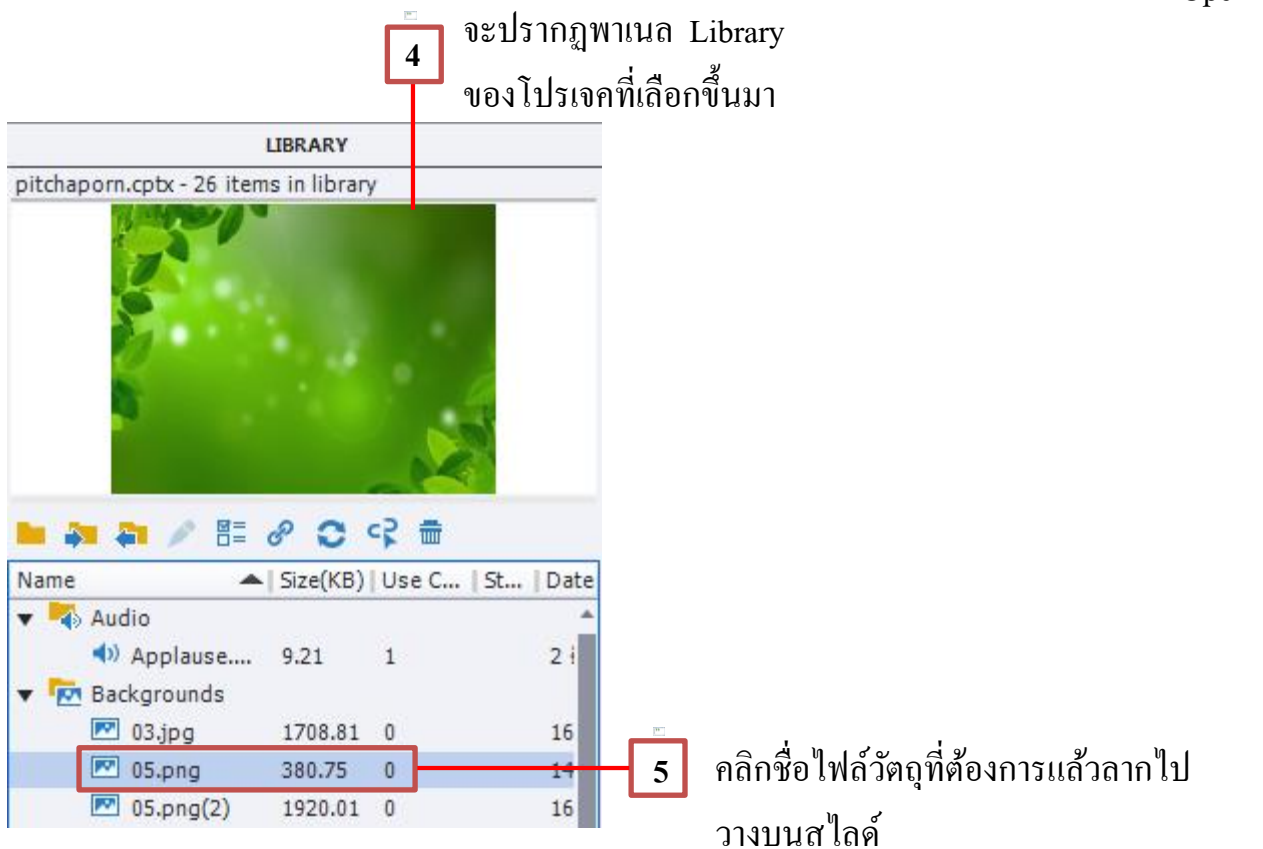 4
จะปรากฏพาเนล Library
ของโปรเจคที่เลือกขึ้นมา
LIBRARY
pitchaporn.cptx - 26 items in library
Name Size(KB) Use C... St... Date
Audio
Applause.... 9.21 1 2
Backgrounds
03.jpg 1708.81 0 16
05.png 380.75 0 14
05.png(2) 1920.01 0 16
5
คลิกชื่อไฟล์วัตถุที่ต้องการแล้วลากไป
วางบนสไลด์